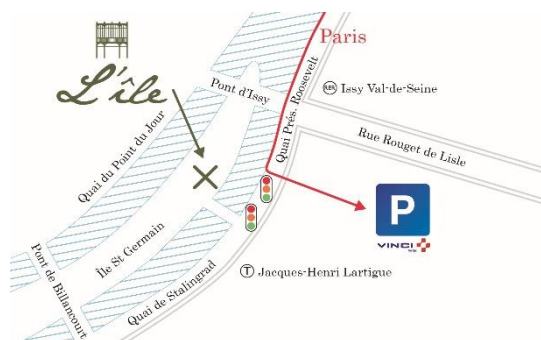 Paris
L'île
Pont d'Issy
Quai Prés. Roosevelt
RER Issy Val-de-Seine
Rue Rouget de Lisle
Quai du Point du Jour
P
VINCI
Île St Germain
Pont de Billancourt
Quai de Stalingrad
T Jacques-Henri Lartigue